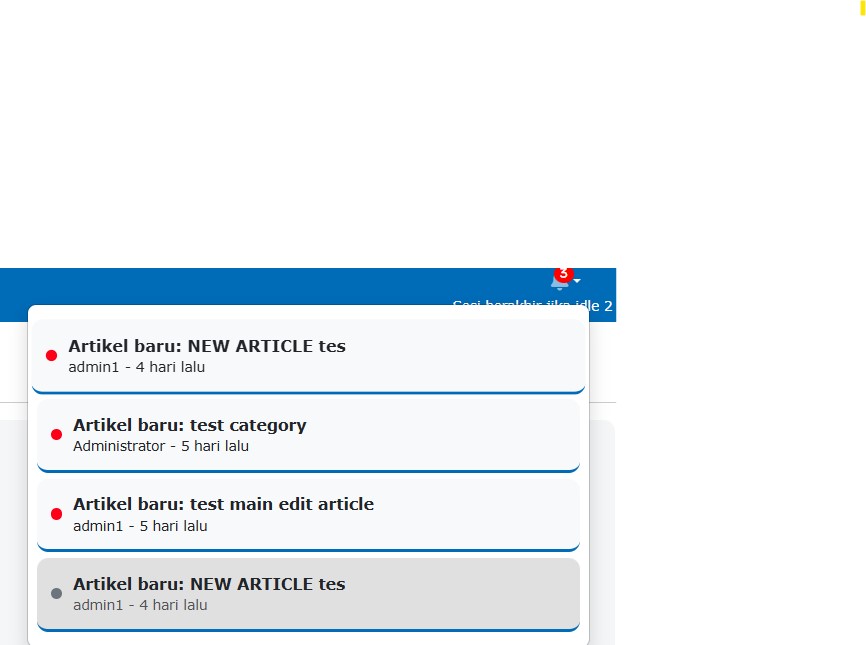 3
Sesi berakhir jika idle 2
Artikel baru: NEW ARTICLE tes
admin1 - 4 hari lalu
Artikel baru: test category
Administrator - 5 hari lalu
Artikel baru: test main edit article
admin1 - 5 hari lalu
Artikel baru: NEW ARTICLE tes
admin1 - 4 hari lalu